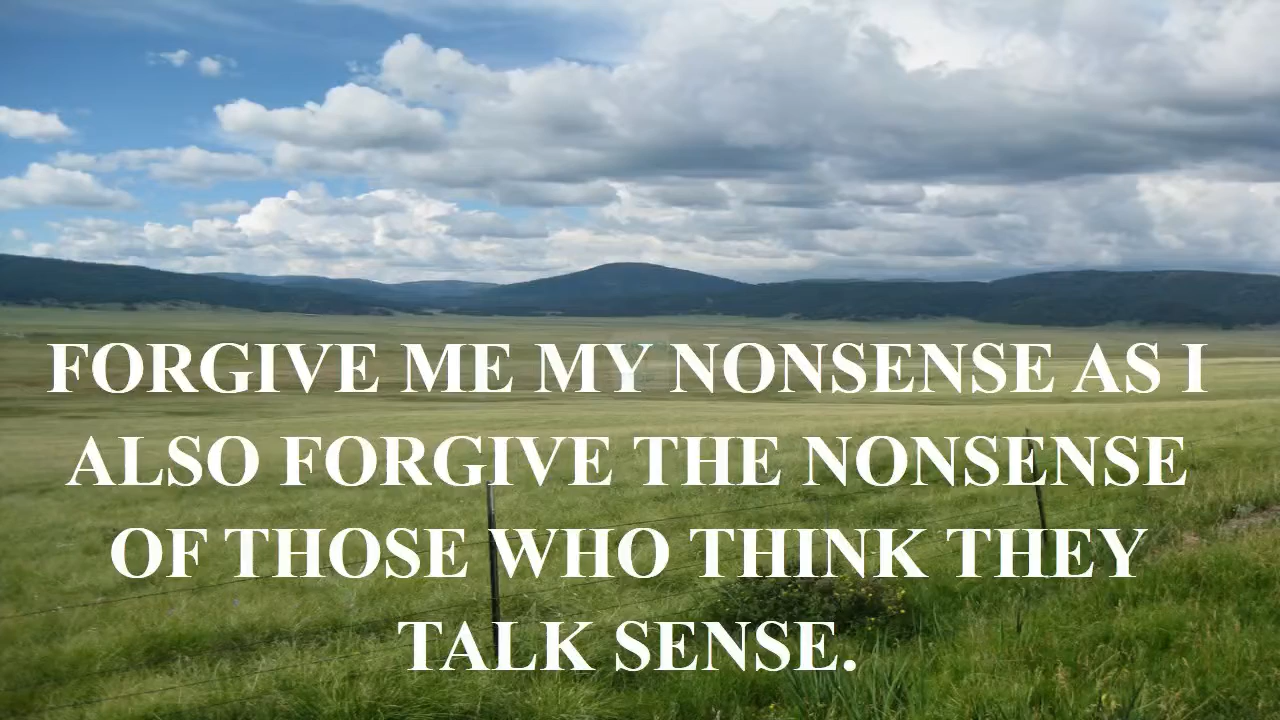 FORGIVE ME MY NONSENSE AS I
ALSO FORGIVE THE NONSENSE
OF THOSE WHO THINK THEY
TALK SENSE.